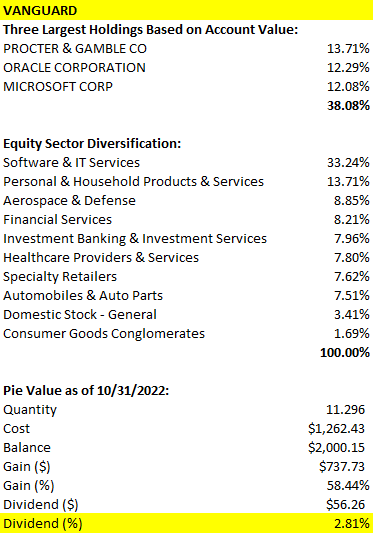 VANGUARD
Three Largest Holdings Based on Account Value:
PROCTER & GAMBLE CO 13.71%
ORACLE CORPORATION 12.29%
MICROSOFT CORP 12.08%
38.08%
Equity Sector Diversification:
Software & IT Services 33.24%
Personal & Household Products & Services 13.71%
Aerospace & Defense 8.85%
Financial Services 8.21%
Investment Banking & Investment Services 7.96%
Healthcare Providers & Services 7.80%
Specialty Retailers 7.62%
Automobiles & Auto Parts 7.51%
Domestic Stock - General 3.41%
Consumer Goods Conglomerates 1.69%
100.00%
Pie Value as of 10/31/2022:
Quantity 11.296
Cost $1,262.43
Balance $2,000.15
Gain ($) $737.73
Gain (%) 58.44%
Dividend ($) $56.26
Dividend (%) 2.81%